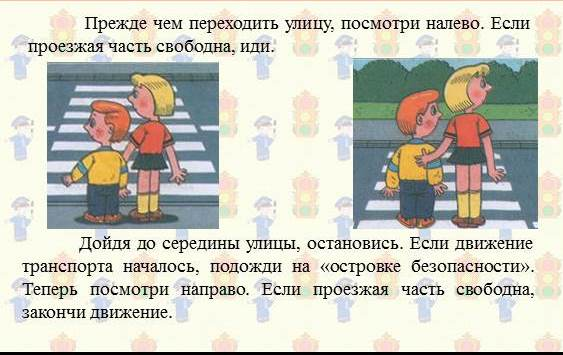 Прежде чем переходить улицу, посмотри налево. Если
проезжая часть свободна, иди.
Дойдя до середины улицы, остановись. Если движение
транспорта началось, подожди на «островке безопасности».
Теперь посмотри направо. Если проезжая часть свободна,
закончи движение.